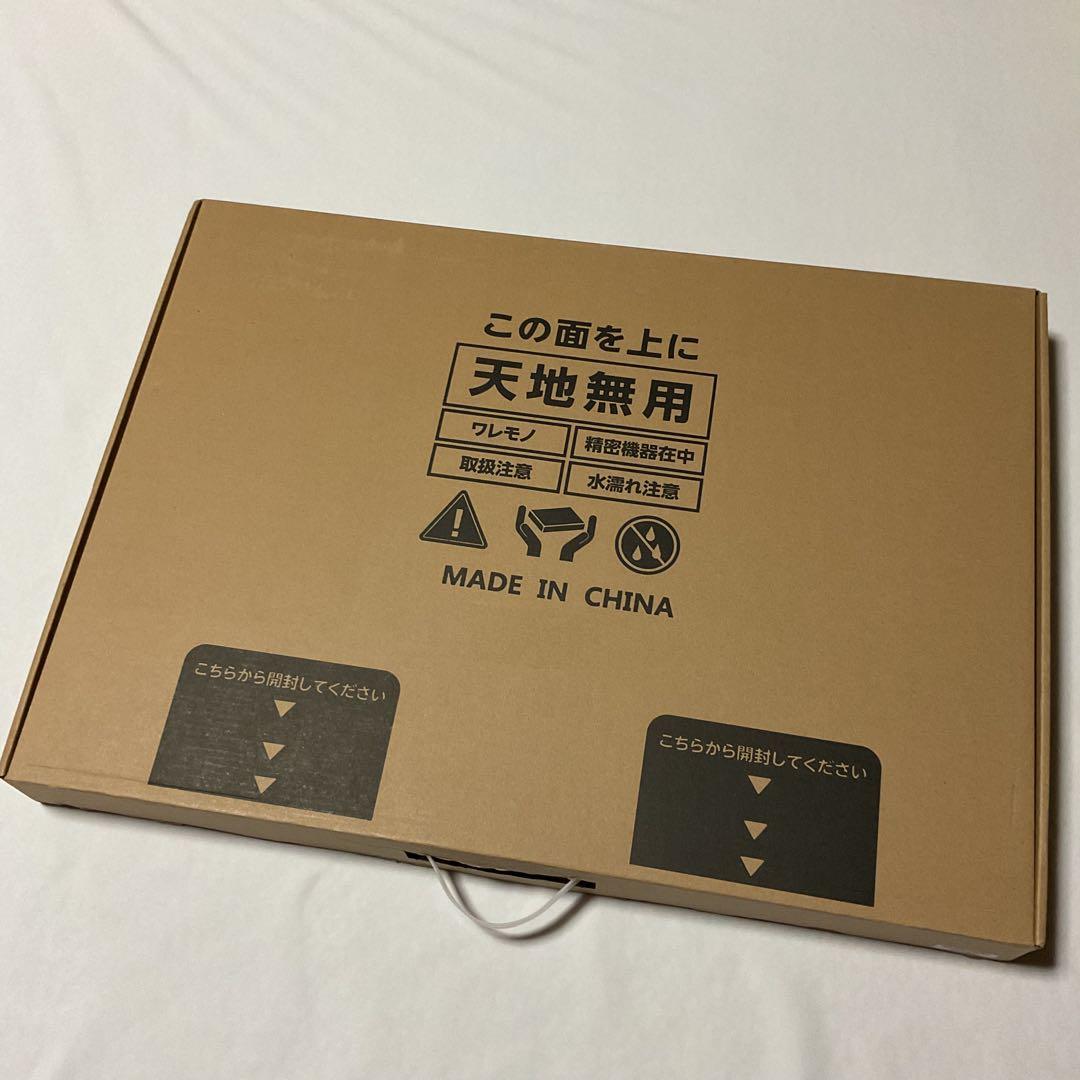 この面を上に
天地無用
ワレモノ
精密機器在中
取扱注意
水濡れ注意
MADE IN CHINA
こちらから開封してください
こちらから開封してください